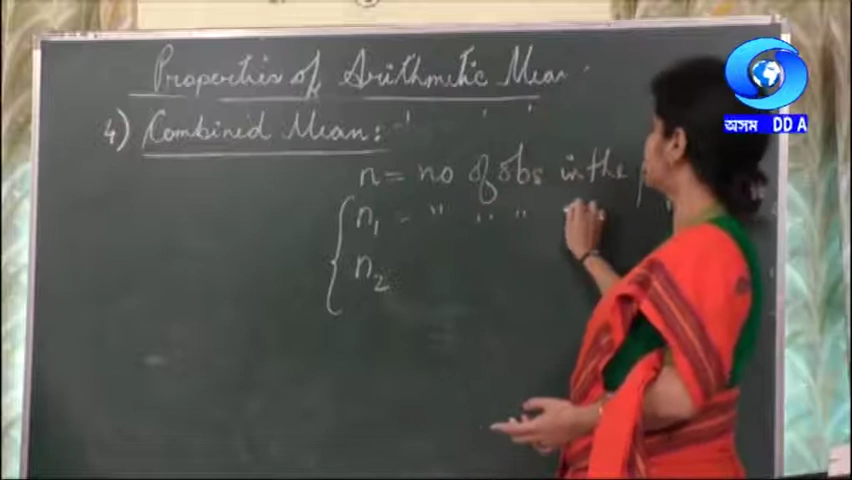 Properties of Arithmetic Mean
4) Combined Mean:-
n = no of obs in the
{ n₁ - " " "
n₂
অসম DD A